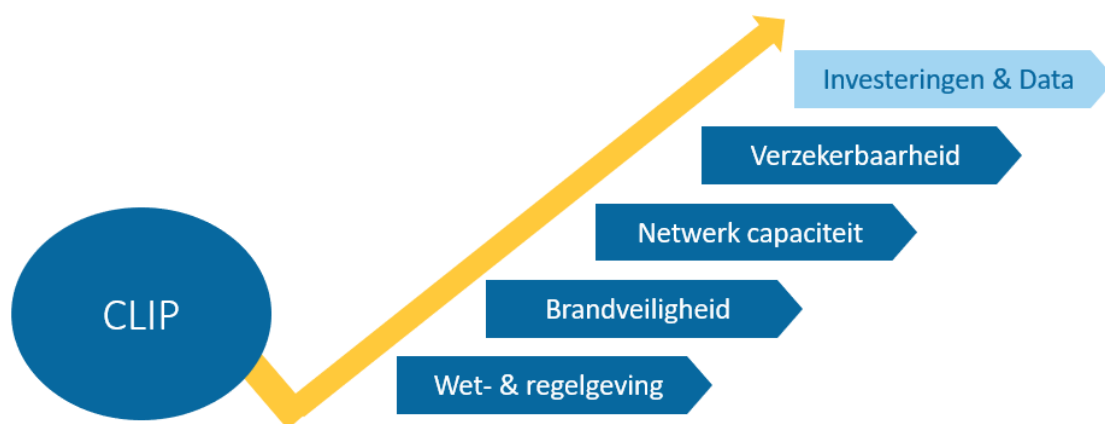 Investeringen & Data
Verzekerbaarheid
Netwerk capaciteit
Brandveiligheid
CLIP
Wet- & regelgeving